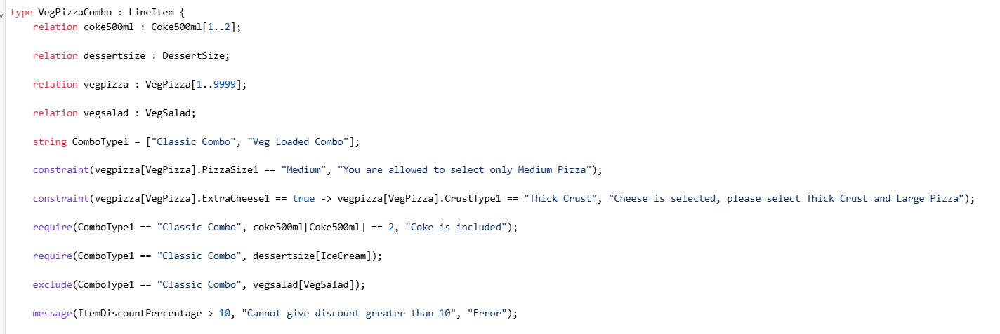 type VegPizzaCombo : LineItem {
relation coke500ml : Coke500ml[1..2];
relation dessertsize : DessertSize;
relation vegpizza : VegPizza[1..9999];
relation vegsalad : VegSalad;
string ComboType1 = ["Classic Combo", "Veg Loaded Combo"];
constraint(vegpizza[VegPizza].PizzaSize1 == "Medium", "You are allowed to select only Medium Pizza");
constraint(vegpizza[VegPizza].ExtraCheese1 == true -> vegpizza[VegPizza].CrustType1 == "Thick Crust", "Cheese is selected, please select Thick Crust and Large Pizza");
require(ComboType1 == "Classic Combo", coke500ml[Coke500ml] == 2, "Coke is included");
require(ComboType1 == "Classic Combo", dessertsize[IceCream]);
exclude(ComboType1 == "Classic Combo", vegsalad[VegSalad]);
message(ItemDiscountPercentage > 10, "Cannot give discount greater than 10", "Error");